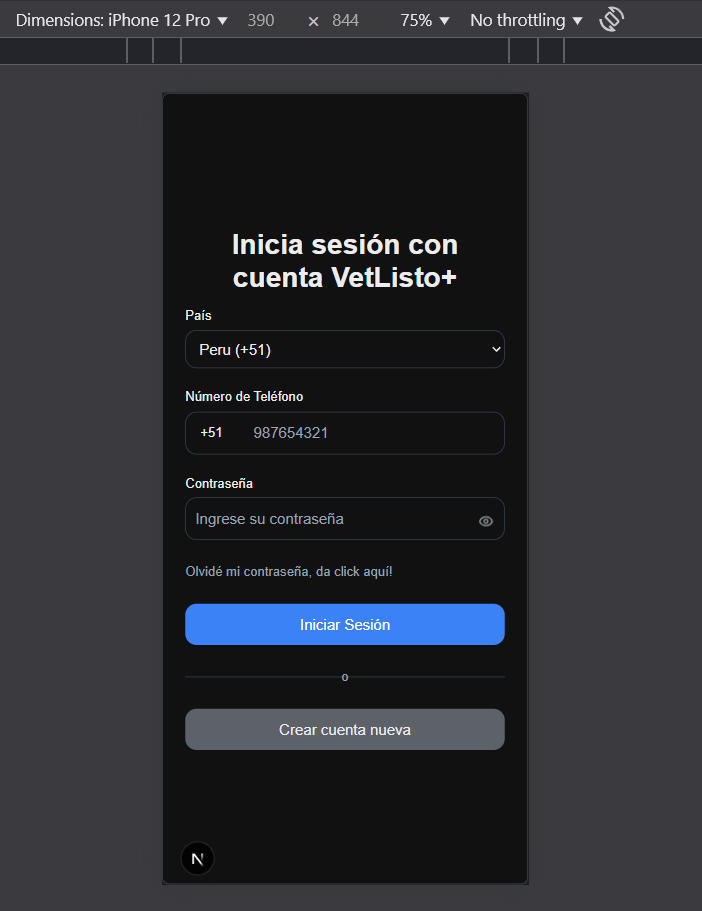 Dimensions: iPhone 12 Pro ▼ 390 × 844 75% ▼ No throttling ▼
Inicia sesión con
cuenta VetListo+
País
Peru (+51)
Número de Teléfono
+51 987654321
Contraseña
Ingrese su contraseña
Olvidé mi contraseña, da click aquí!
Iniciar Sesión
o
Crear cuenta nueva
N